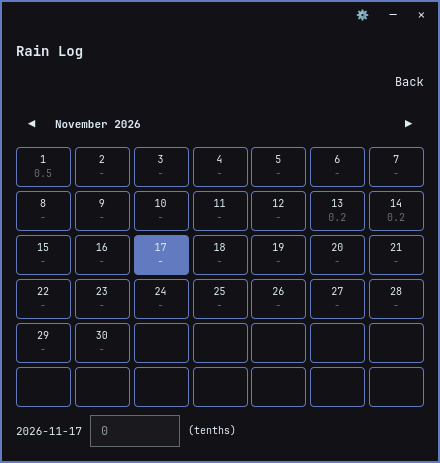 Rain Log
Back
◀ November 2026 ▶
1 2 3 4 5 6 7
0.5 - - - - - -
8 9 10 11 12 13 14
- - - - - 0.2 0.2
15 16 17 18 19 20 21
- - - - - - -
22 23 24 25 26 27 28
- - - - - - -
29 30
- -
2026-11-17 0 (tenths)